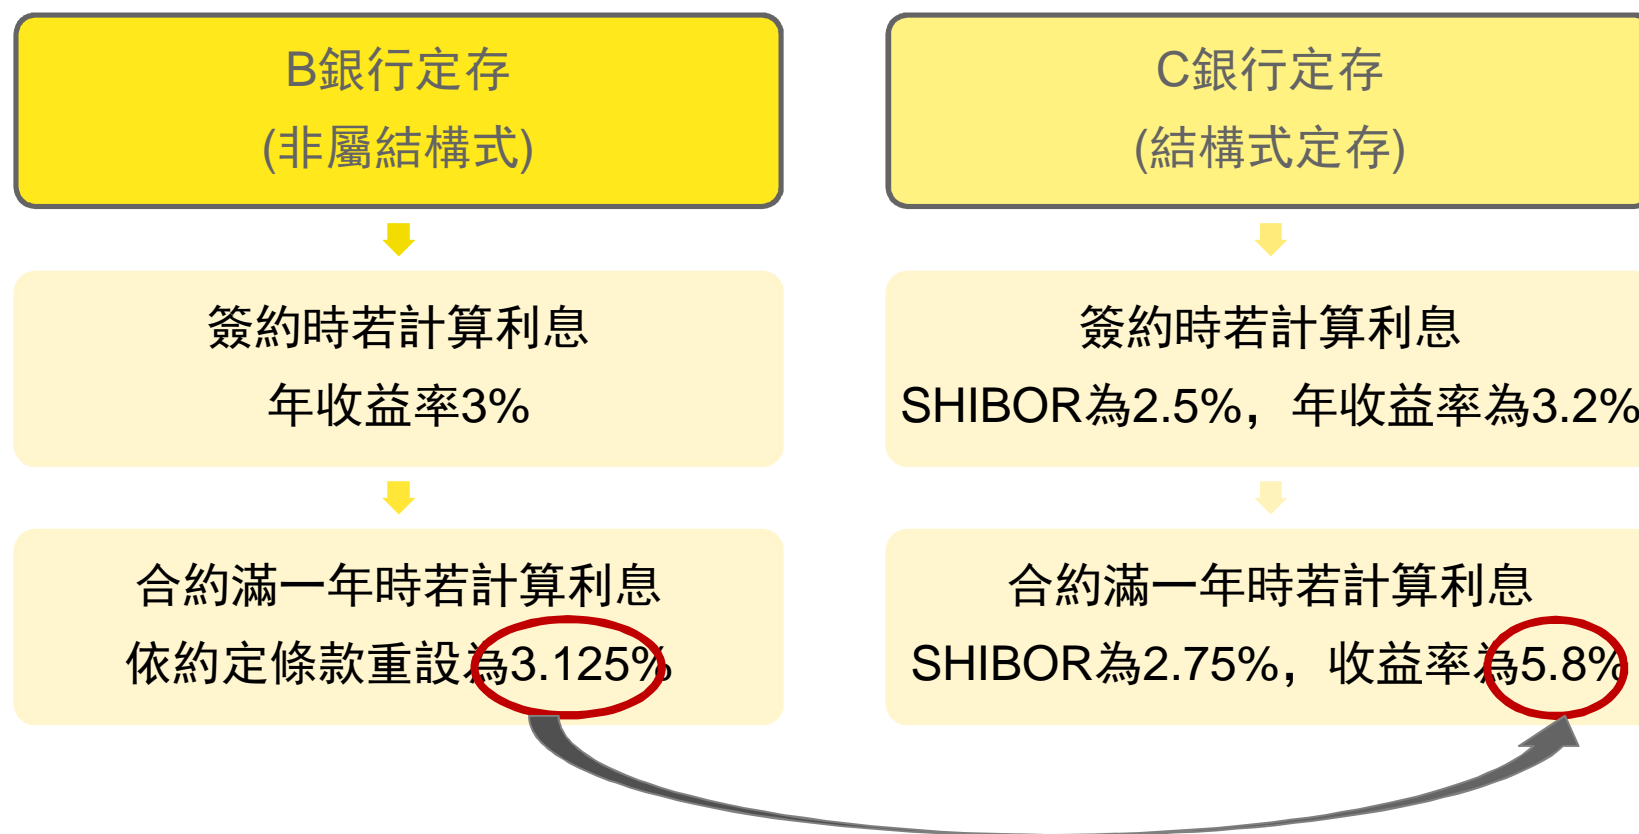 B銀行定存
(非屬結構式)
簽約時若計算利息
年收益率3%
合約滿一年時若計算利息
依約定條款重設為3.125%
C銀行定存
(結構式定存)
簽約時若計算利息
SHIBOR為2.5%，年收益率為3.2%
合約滿一年時若計算利息
SHIBOR為2.75%，收益率為5.8%